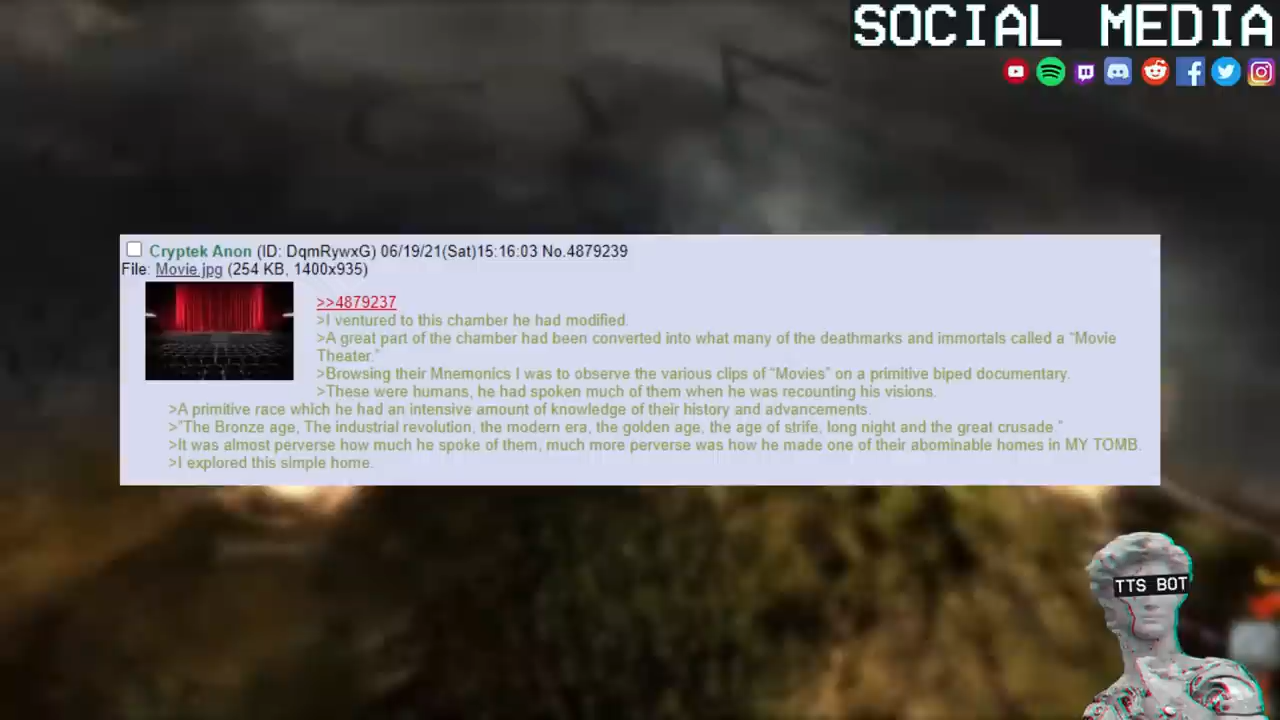 SOCIAL MEDIA
Cryptek Anon (ID: DqmRywxG) 06/19/21(Sat)15:16:03 No.4879239
File: Movie.jpg (254 KB, 1400x935)
>>4879237
>I ventured to this chamber he had modified.
>A great part of the chamber had been converted into what many of the deathmarks and immortals called a “Movie
Theater.”
>Browsing their Mnemonics I was to observe the various clips of “Movies” on a primitive biped documentary.
>These were humans, he had spoken much of them when he was recounting his visions.
>A primitive race which he had an intensive amount of knowledge of their history and advancements.
>”The Bronze age, The industrial revolution, the modern era, the golden age, the age of strife, long night and the great crusade.”
>It was almost perverse how much he spoke of them, much more perverse was how he made one of their abominable homes in MY TOMB.
>I explored this simple home.
TTS BOT